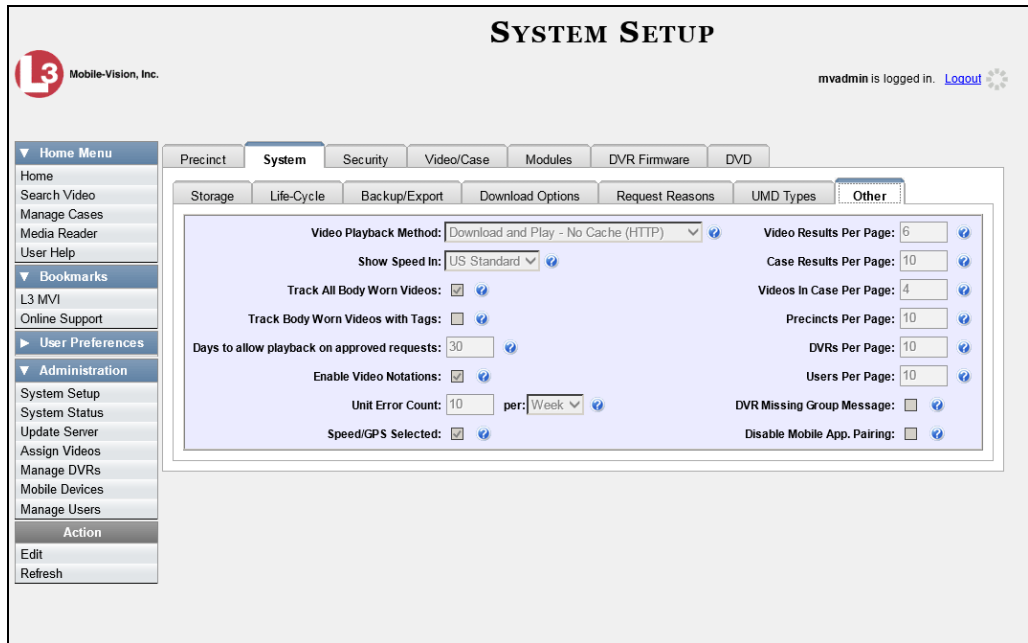 SYSTEM SETUP
L3 Mobile-Vision, Inc.
mvadmin is logged in. Logout
▼ Home Menu
Home
Search Video
Manage Cases
Media Reader
User Help
▼ Bookmarks
L3 MVI
Online Support
► User Preferences
▼ Administration
System Setup
System Status
Update Server
Assign Videos
Manage DVRs
Mobile Devices
Manage Users
Action
Edit
Refresh
Precinct System Security Video/Case Modules DVR Firmware DVD
Storage Life-Cycle Backup/Export Download Options Request Reasons UMD Types Other
Video Playback Method: Download and Play - No Cache (HTTP) ?
Show Speed In: US Standard ?
Track All Body Worn Videos: ?
Track Body Worn Videos with Tags: ?
Days to allow playback on approved requests: 30 ?
Enable Video Notations: ?
Unit Error Count: 10 per: Week ?
Speed/GPS Selected: ?
Video Results Per Page: 6 ?
Case Results Per Page: 10 ?
Videos In Case Per Page: 4 ?
Precincts Per Page: 10 ?
DVRs Per Page: 10 ?
Users Per Page: 10 ?
DVR Missing Group Message: ?
Disable Mobile App. Pairing: ?